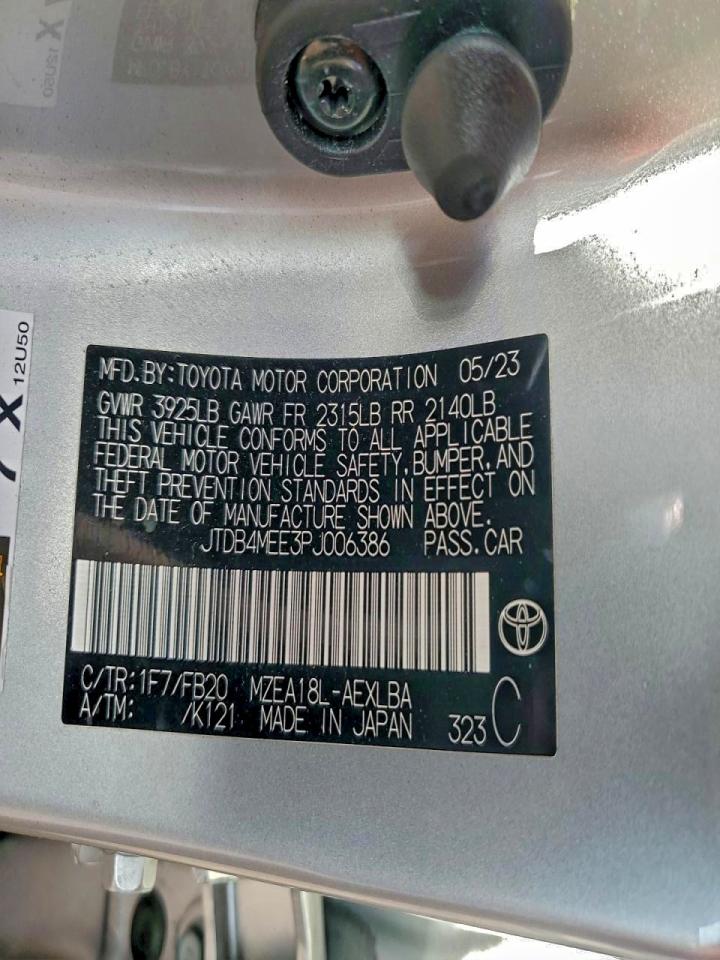 X 12U50
MFD.BY:TOYOTA MOTOR CORPORATION 05/23
GVWR 3925LB GAWR FR 2315LB RR 2140LB
THIS VEHICLE CONFORMS TO ALL APPLICABLE
FEDERAL MOTOR VEHICLE SAFETY,BUMPER,AND
THEFT PREVENTION STANDARDS IN EFFECT ON
THE DATE OF MANUFACTURE SHOWN ABOVE.
JTDB4MEE3PJ006386 PASS.CAR
C/TR:1F7/FB20 MZEA18L-AEXLBA
A/TM: /K121 MADE IN JAPAN 323 C